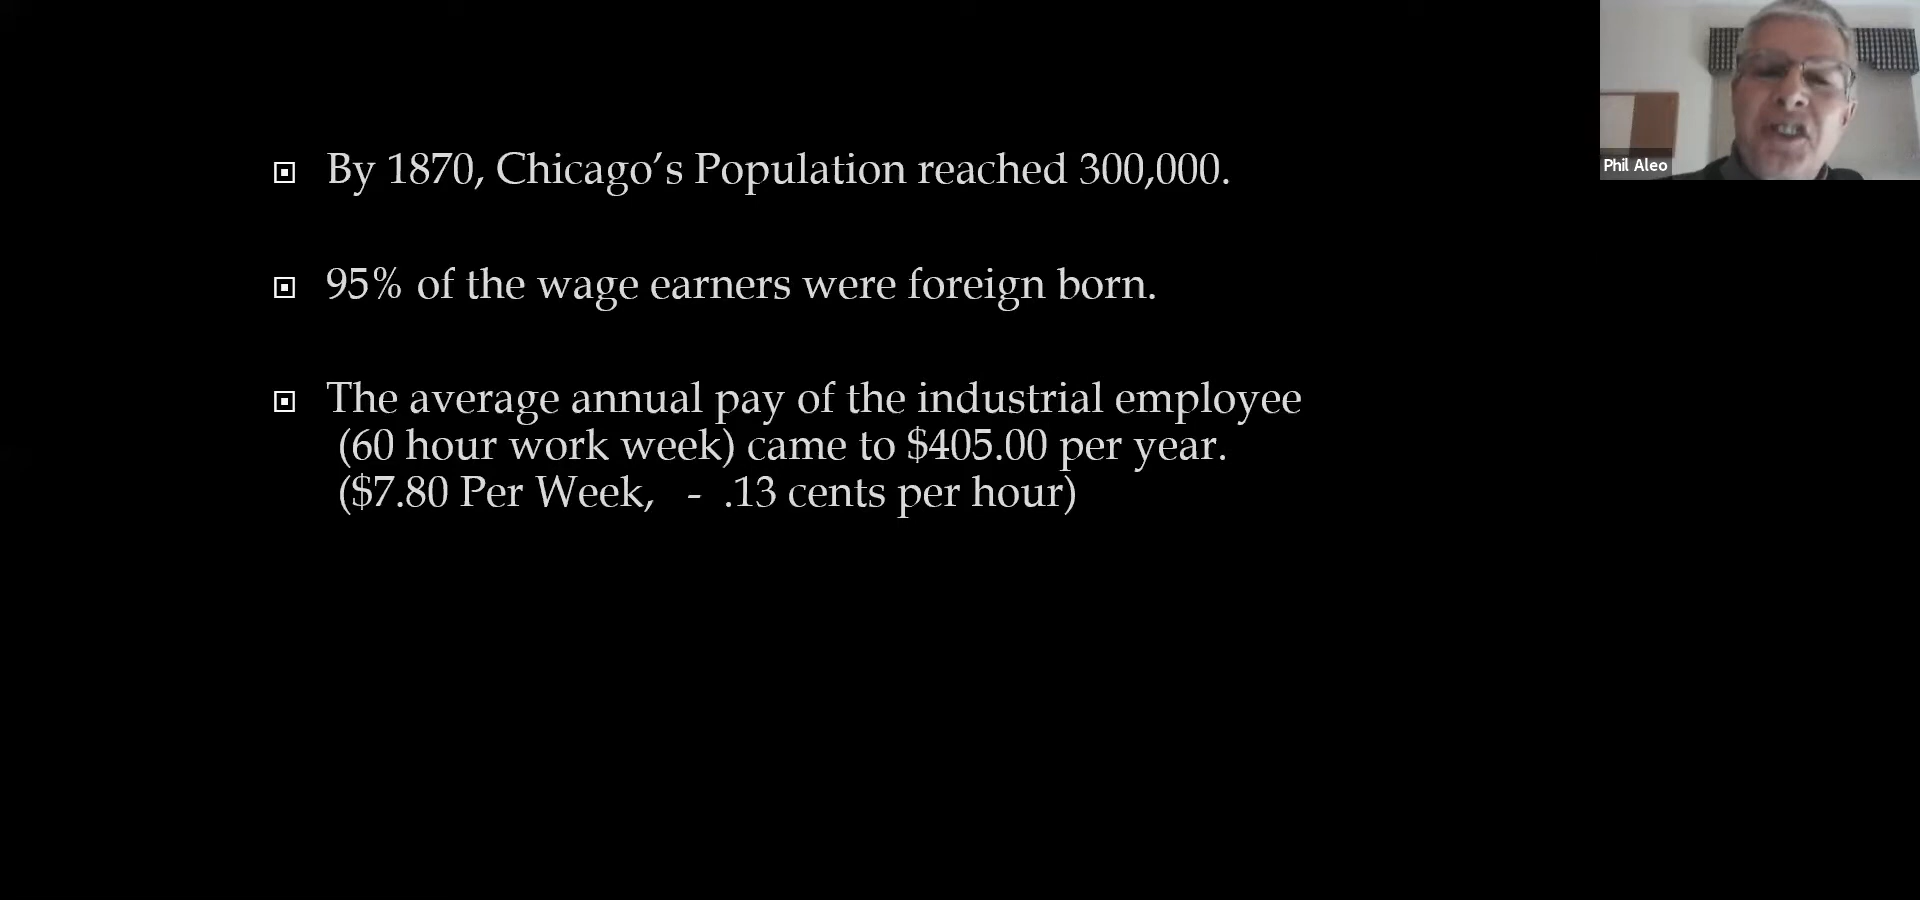 By 1870, Chicago’s Population reached 300,000.
95% of the wage earners were foreign born.
The average annual pay of the industrial employee
(60 hour work week) came to $405.00 per year.
($7.80 Per Week, - .13 cents per hour)
Phil Aleo